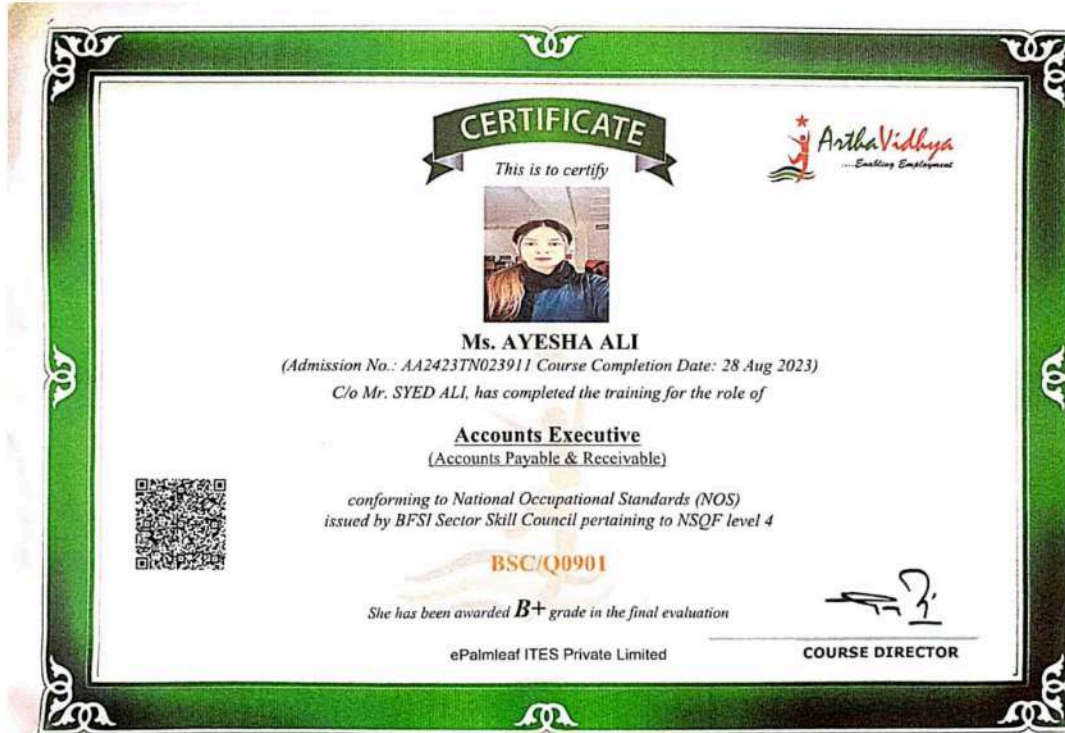 CERTIFICATE
ArthaVidhya
....Enabling Employment
This is to certify
Ms. AYESHA ALI
(Admission No.: AA2423TN023911 Course Completion Date: 28 Aug 2023)
C/o Mr. SYED ALI, has completed the training for the role of
Accounts Executive
(Accounts Payable & Receivable)
conforming to National Occupational Standards (NOS)
issued by BFSI Sector Skill Council pertaining to NSQF level 4
BSC/Q0901
She has been awarded B+ grade in the final evaluation
ePalmleaf ITES Private Limited
COURSE DIRECTOR